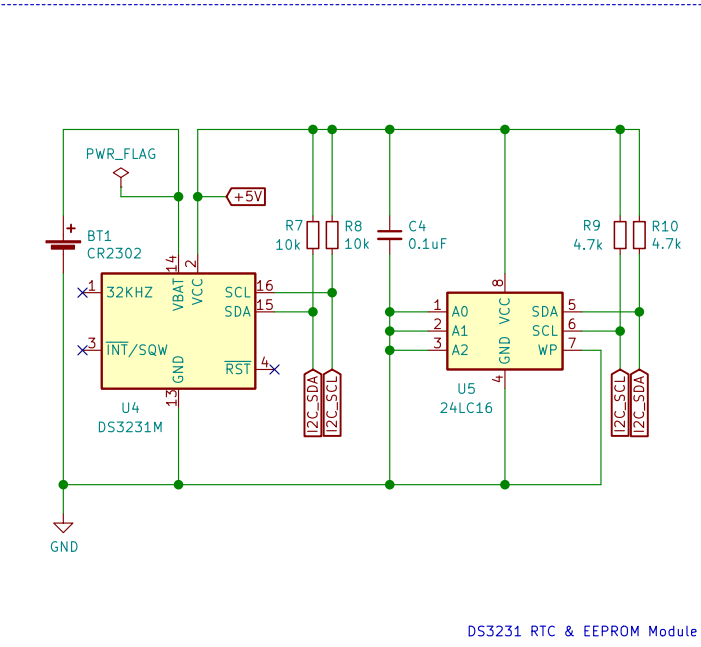 PWR_FLAG
+5V
BT1
CR2302
R7
10k
R8
10k
C4
0.1uF
R9
4.7k
R10
4.7k
14
2
1
32KHZ
VBAT
VCC
SCL
16
SDA
15
3
INT/SQW
GND
RST
4
13
U4
DS3231M
I2C_SDA
I2C_SCL
8
VCC
1
A0
SDA
5
2
A1
SCL
6
3
A2
GND
WP
7
4
U5
24LC16
I2C_SCL
I2C_SDA
GND
DS3231 RTC & EEPROM Module